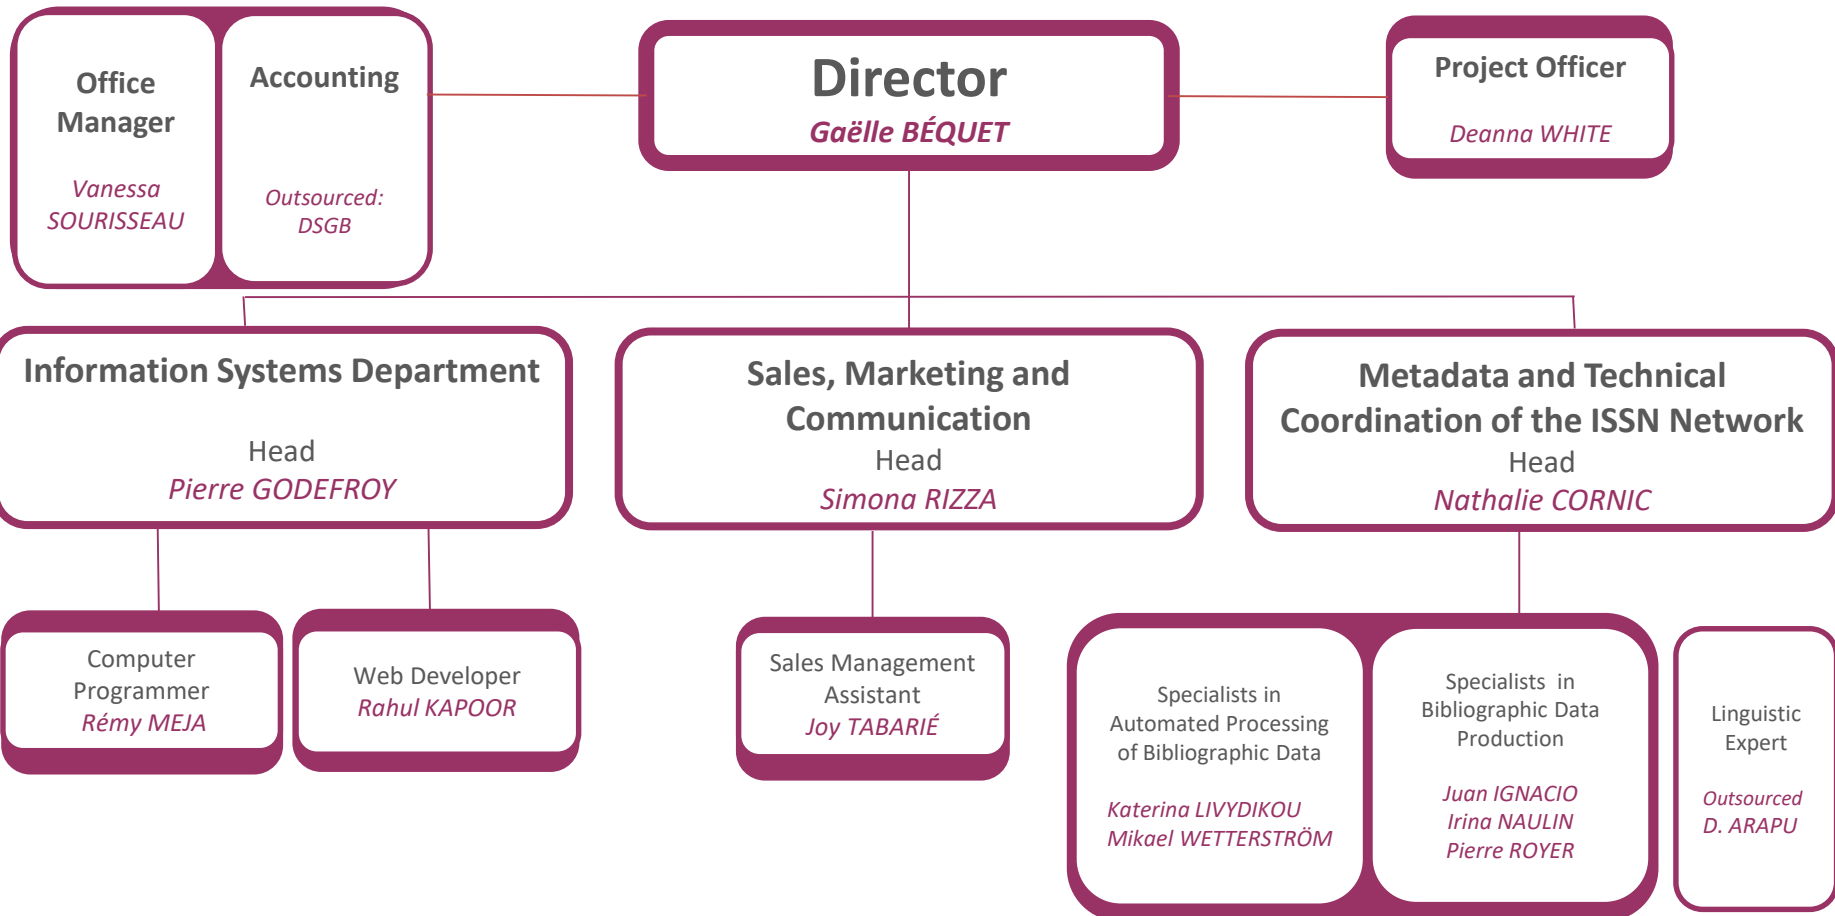 Office
Manager
Vanessa
SOURISSEAU
Accounting
Outsourced:
DSGB
Director
Gaëlle BÉQUET
Project Officer
Deanna WHITE
Information Systems Department
Head
Pierre GODEFROY
Sales, Marketing and
Communication
Head
Simona RIZZA
Metadata and Technical
Coordination of the ISSN Network
Head
Nathalie CORNIC
Computer
Programmer
Rémy MEJA
Web Developer
Rahul KAPOOR
Sales Management
Assistant
Joy TABARIÉ
Specialists in
Automated Processing
of Bibliographic Data
Katerina LIVYDIKOU
Mikael WETTERSTRÖM
Specialists in
Bibliographic Data
Production
Juan IGNACIO
Irina NAULIN
Pierre ROYER
Linguistic
Expert
Outsourced
D. ARAPU